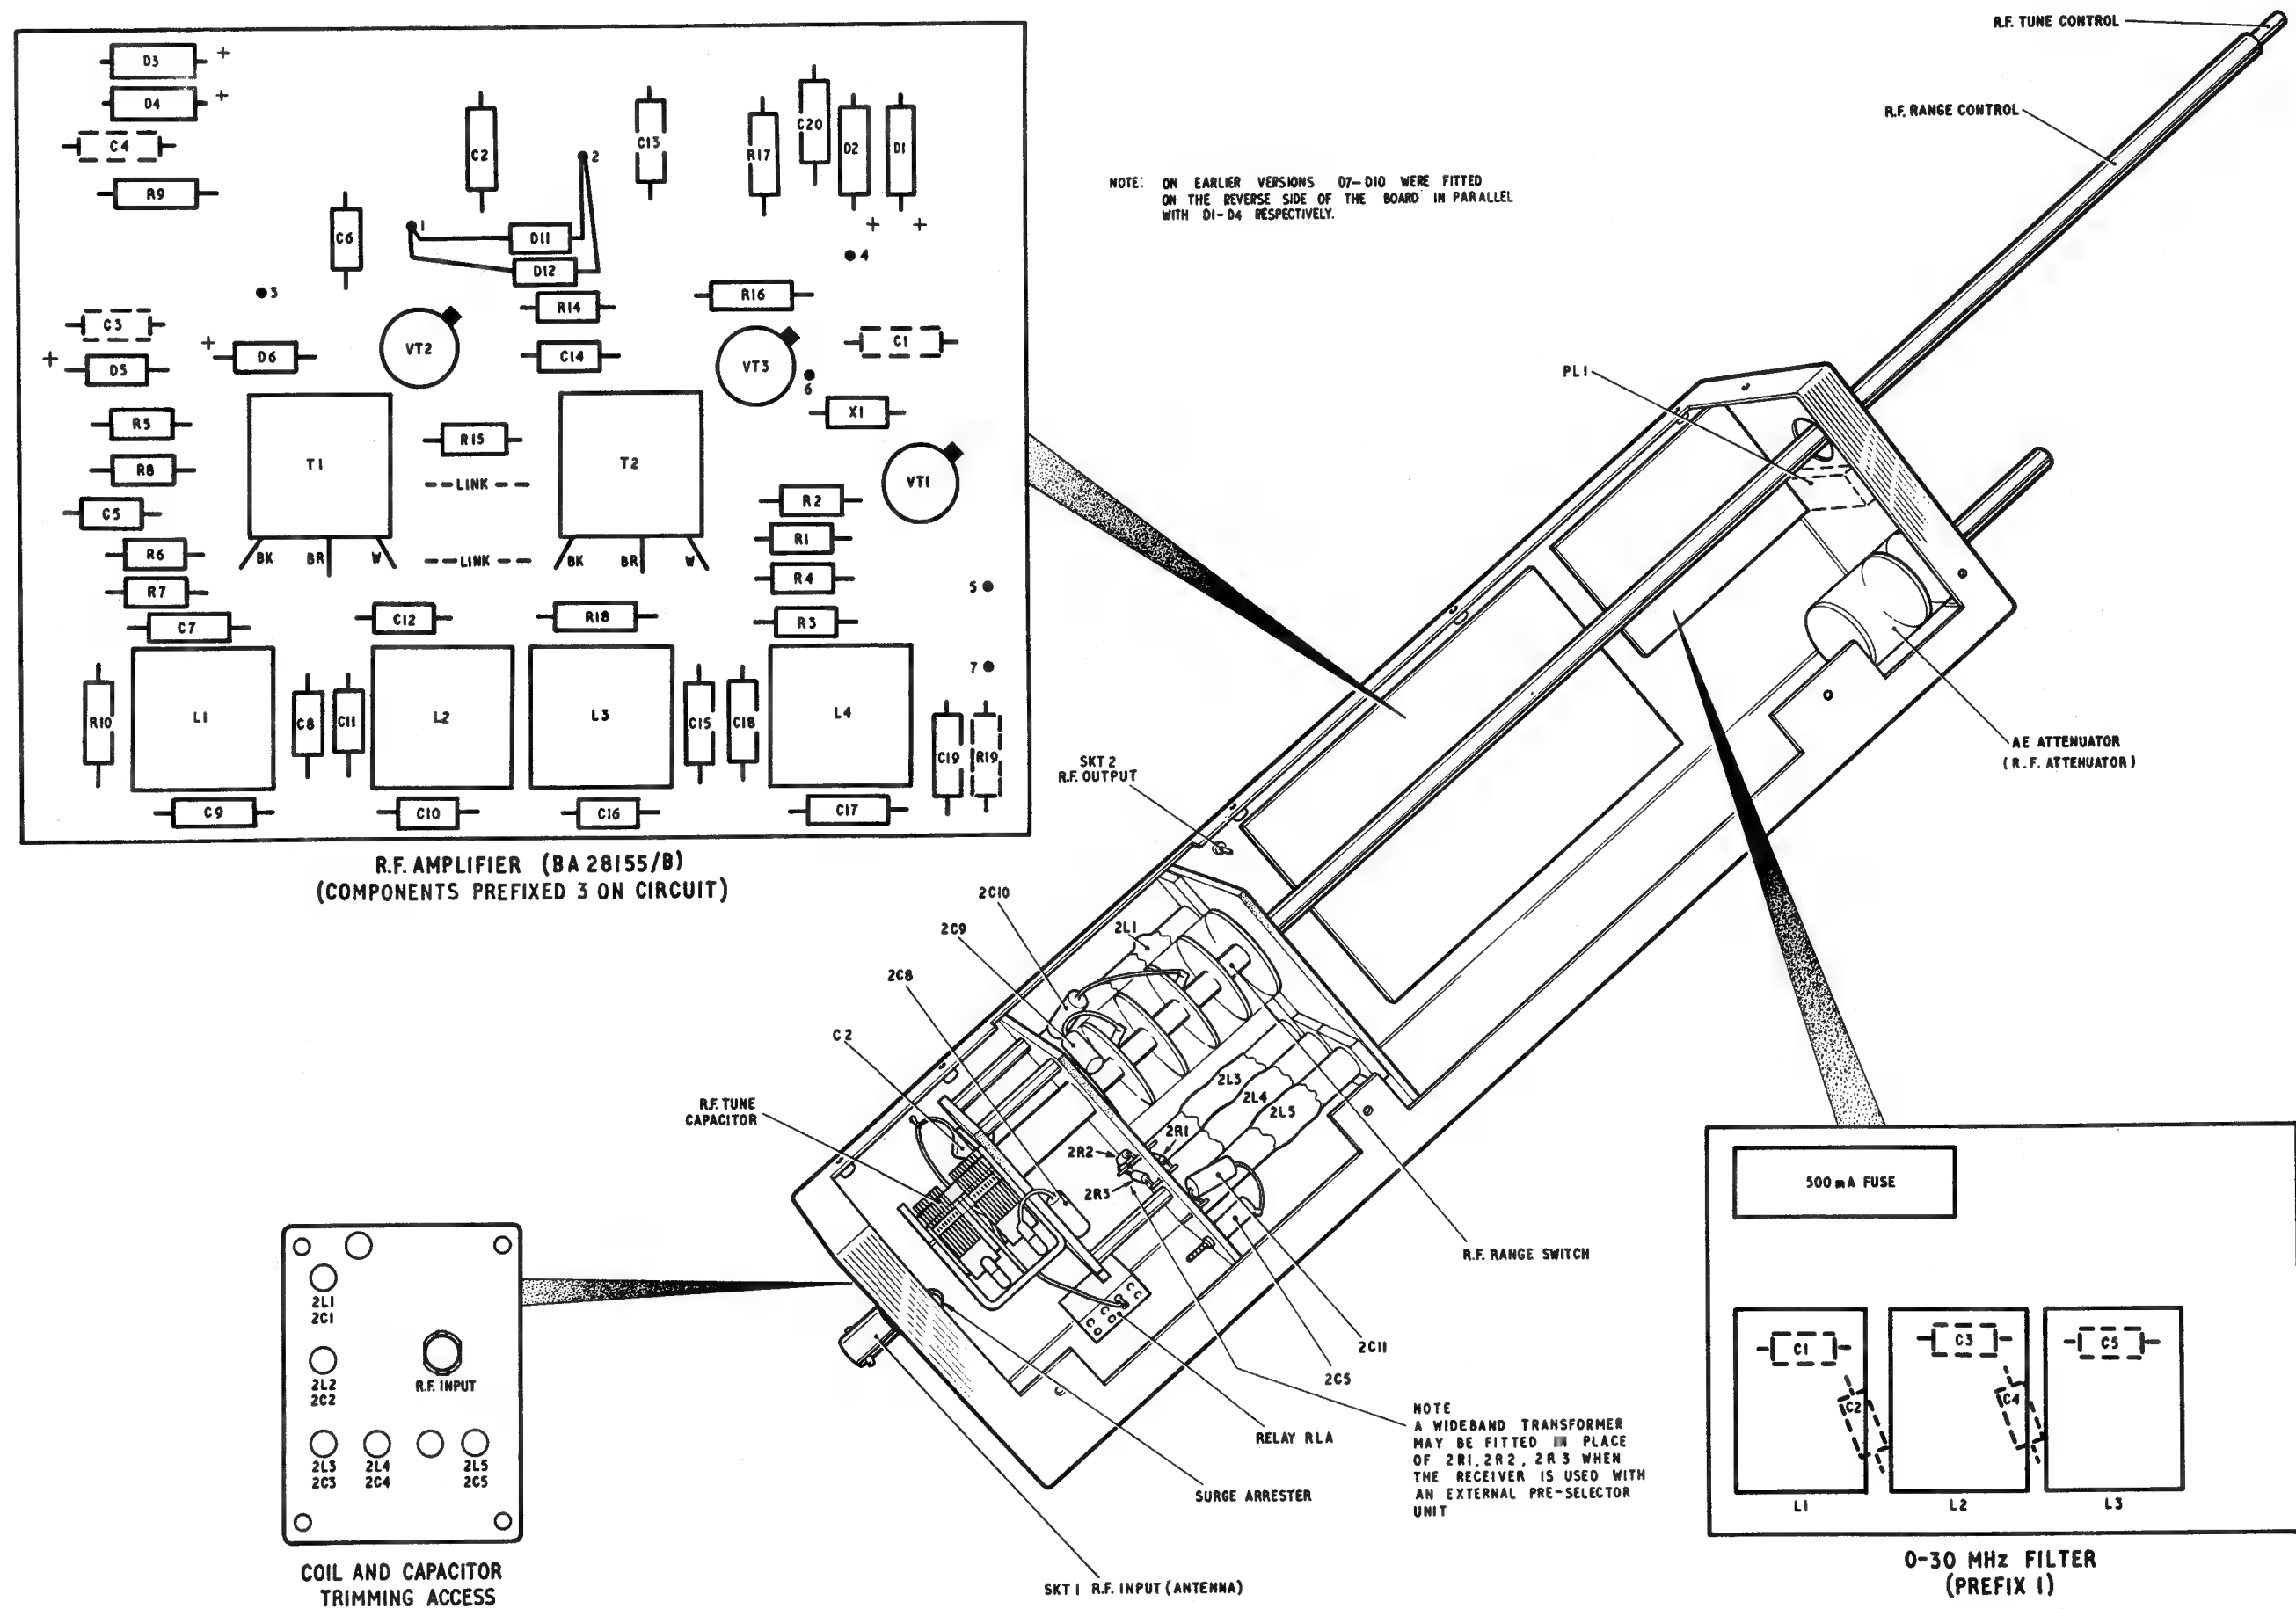 R.F. TUNE CONTROL
R.F. RANGE CONTROL
D3 +
D4 +
C4
R9
C2
C13
R17
C20
D2
D1
+ +
2
1
C6
D11
D12
4
3
R14
R16
C3
+ D5
+ D6
VT2
C14
VT3
C1
6
X1
R5
R8
C5
T1
R15
LINK
T2
VT1
R2
R1
R6
BK BR W
LINK
BK BR W
R4
5
R7
C7
C12
R18
R3
7
R10
L1
C8
C11
L2
L3
C15
C18
L4
C19
R19
C9
C10
C16
C17
R.F. AMPLIFIER (BA 28155/B)
(COMPONENTS PREFIXED 3 ON CIRCUIT)
NOTE: ON EARLIER VERSIONS D7-D10 WERE FITTED
ON THE REVERSE SIDE OF THE BOARD IN PARALLEL
WITH D1-D4 RESPECTIVELY.
PL1
AE ATTENUATOR
(R.F. ATTENUATOR)
SKT 2
R.F. OUTPUT
2C10
2C9
2L1
2C8
C2
R.F. TUNE
CAPACITOR
2L3
2L4
2L5
2R1
2R2
2R3
C C
C
C O
O
R.F. RANGE SWITCH
2C11
2C5
NOTE
A WIDEBAND TRANSFORMER
MAY BE FITTED IN PLACE
OF 2R1, 2R2, 2R3 WHEN
THE RECEIVER IS USED WITH
AN EXTERNAL PRE-SELECTOR
UNIT
RELAY RLA
SURGE ARRESTER
SKT 1 R.F. INPUT (ANTENNA)
2L1
2C1
2L2
2C2
R.F. INPUT
2L3
2C3
2L4
2C4
2L5
2C5
COIL AND CAPACITOR
TRIMMING ACCESS
500mA FUSE
C1
C3
C5
C2
C4
L1
L2
L3
0-30 MHz FILTER
(PREFIX 1)